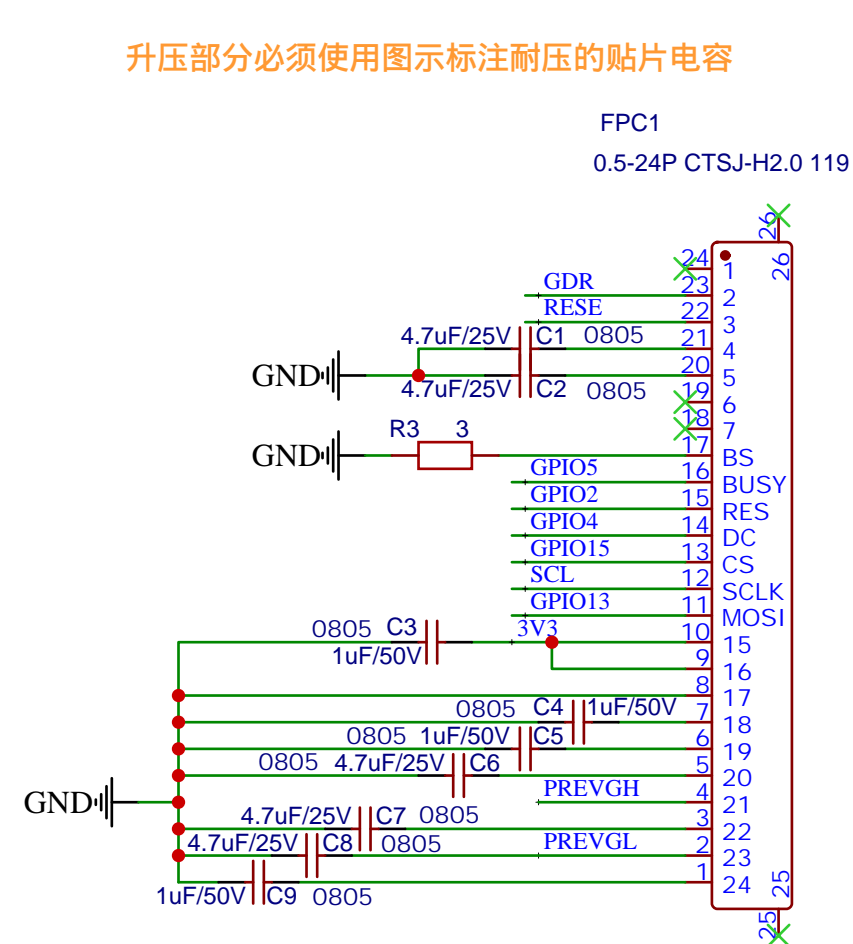 升压部分必须使用图示标注耐压的贴片电容
FPC1
0.5-24P CTSJ-H2.0 119
26
26
24 1
GDR 23 2
RESE 22 3
4.7uF/25V C1 0805 21 4
GND 20 5
4.7uF/25V C2 0805
19 6
18 7
R3 3
GND 17 BS
GPIO5 16 BUSY
GPIO2 15 RES
GPIO4 14 DC
GPIO15 13 CS
SCL 12 SCLK
GPIO13 11 MOSI
0805 C3 3V3 10 15
1uF/50V 9 16
8 17
0805 C4 1uF/50V 7 18
0805 1uF/50V C5 6 19
0805 4.7uF/25V C6 5 20
GND PREVGH 4 21
4.7uF/25V C7 0805 3 22
4.7uF/25V C8 0805 PREVGL 2 23
1uF/50V C9 0805 1 24
25
25